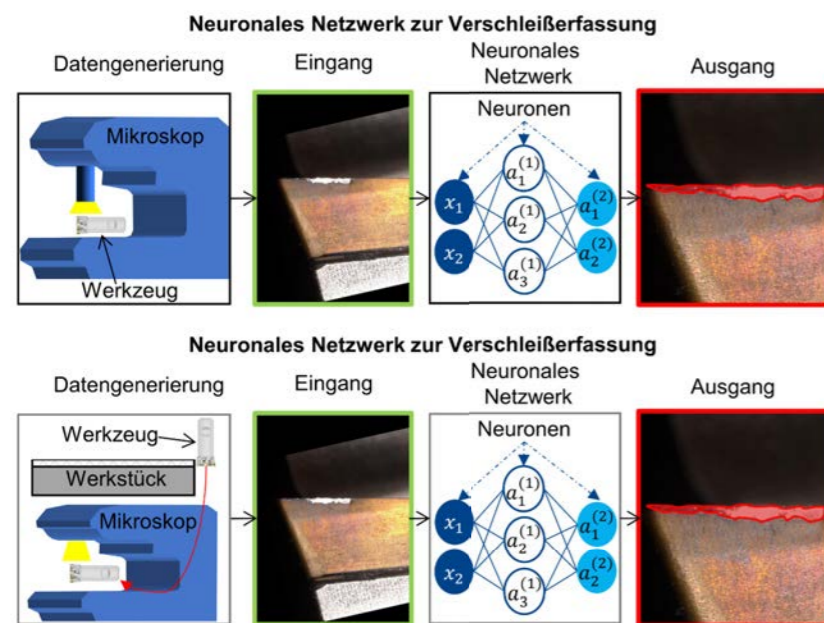 Neuronales Netzwerk zur Verschleißerfassung
Datengenerierung
Eingang
Neuronales
Netzwerk
Ausgang
Mikroskop
Werkzeug
Neuronen
x₁
x₂
a₁⁽¹⁾
a₂⁽¹⁾
a₃⁽¹⁾
a₁⁽²⁾
a₂⁽²⁾
Neuronales Netzwerk zur Verschleißerfassung
Datengenerierung
Eingang
Neuronales
Netzwerk
Ausgang
Werkzeug
Werkstück
Mikroskop
Neuronen
x₁
x₂
a₁⁽¹⁾
a₂⁽¹⁾
a₃⁽¹⁾
a₁⁽²⁾
a₂⁽²⁾